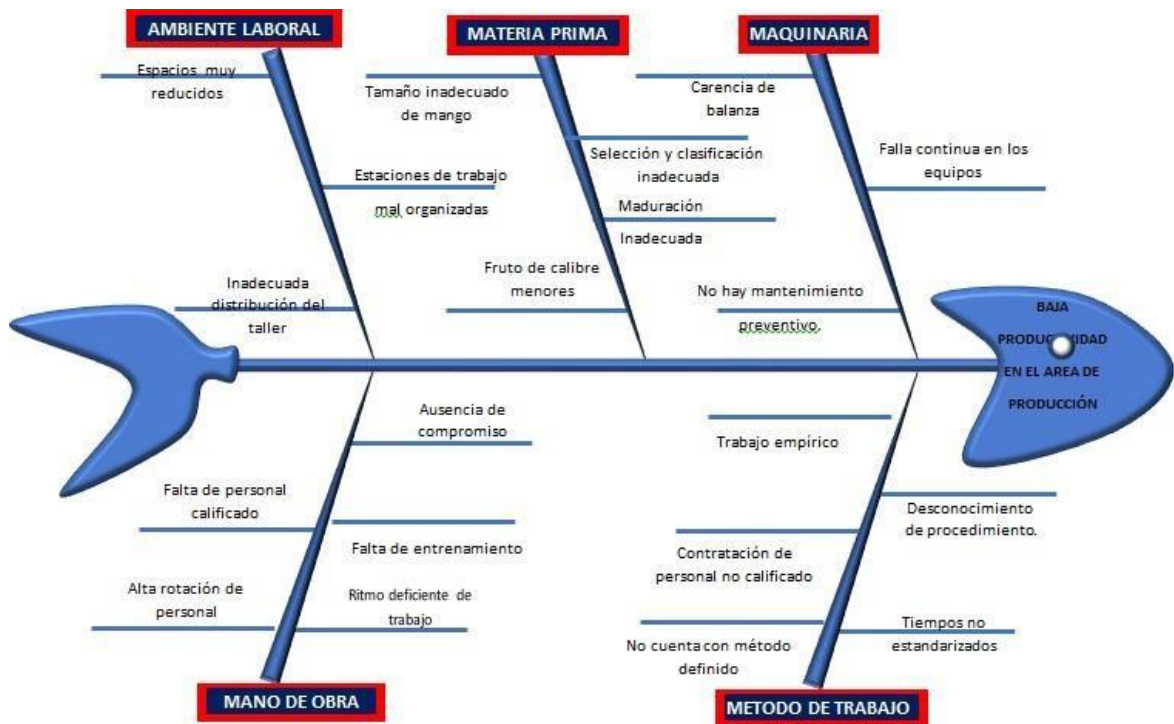 AMBIENTE LABORAL
MATERIA PRIMA
MAQUINARIA
Espacios muy
reducidos
Estaciones de trabajo
mal organizadas
Inadecuada
distribución del
taller
Tamaño inadecuado
de mango
Selección y clasificación
inadecuada
Maduración
Inadecuada
Fruto de calibre
menores
Carencia de
balanza
Falla continua en los
equipos
No hay mantenimiento
preventivo.
BAJA
PRODUCTIVIDAD
EN EL AREA DE
PRODUCCIÓN
Ausencia de
compromiso
Falta de personal
calificado
Falta de entrenamiento
Alta rotación de
personal
Ritmo deficiente de
trabajo
Trabajo empírico
Desconocimiento
de procedimiento.
Contratación de
personal no calificado
No cuenta con método
definido
Tiempos no
estandarizados
MANO DE OBRA
METODO DE TRABAJO